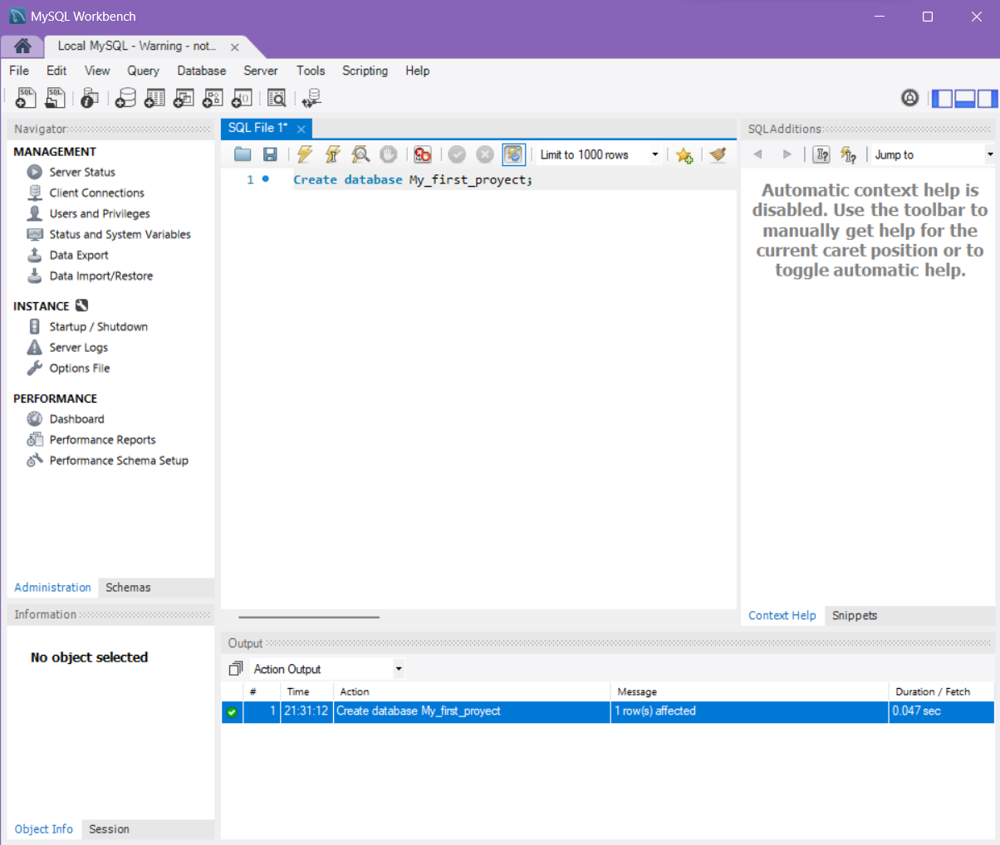 MySQL Workbench
Local MySQL - Warning - not...
File Edit View Query Database Server Tools Scripting Help
Navigator
MANAGEMENT
Server Status
Client Connections
Users and Privileges
Status and System Variables
Data Export
Data Import/Restore
INSTANCE
Startup / Shutdown
Server Logs
Options File
PERFORMANCE
Dashboard
Performance Reports
Performance Schema Setup
Administration Schemas
Information
No object selected
Object Info Session
SQL File 1*
Limit to 1000 rows
1 Create database My_first_proyect;
SQLAdditions
Jump to
Automatic context help is
disabled. Use the toolbar to
manually get help for the
current caret position or to
toggle automatic help.
Context Help Snippets
Output
Action Output
# Time Action Message Duration / Fetch
1 21:31:12 Create database My_first_proyect 1 row(s) affected 0.047 sec